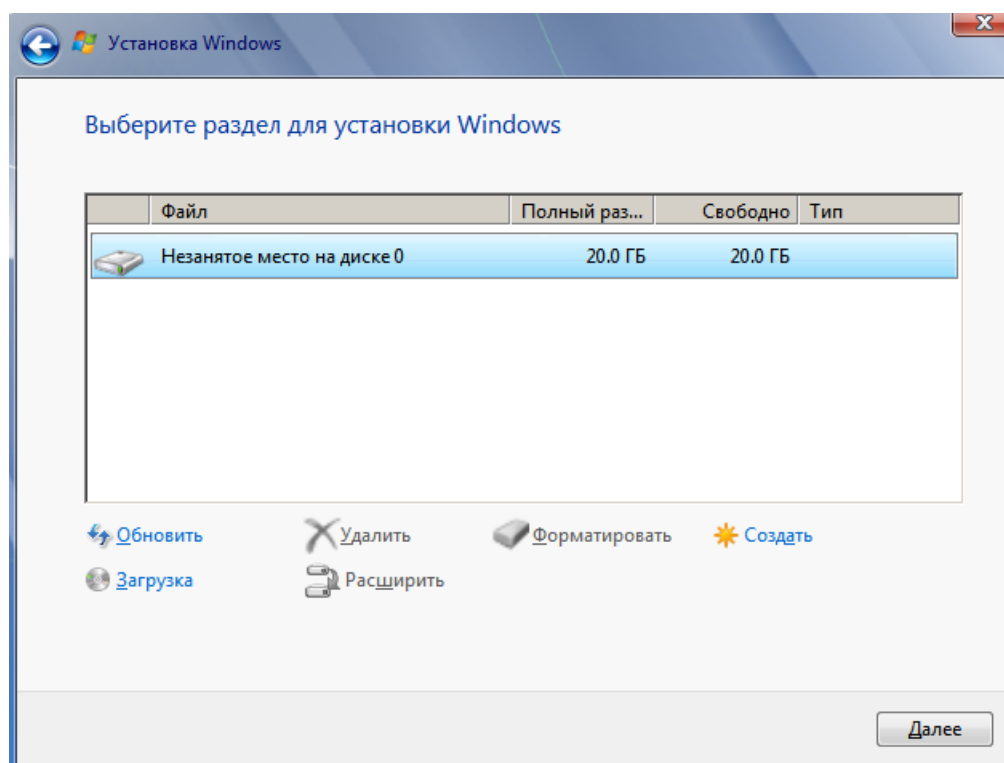 Установка Windows
Выберите раздел для установки Windows
Файл Полный раз... Свободно Тип
Незанятое место на диске 0 20.0 ГБ 20.0 ГБ
Обновить Удалить Форматировать Создать
Загрузка Расширить
Далее